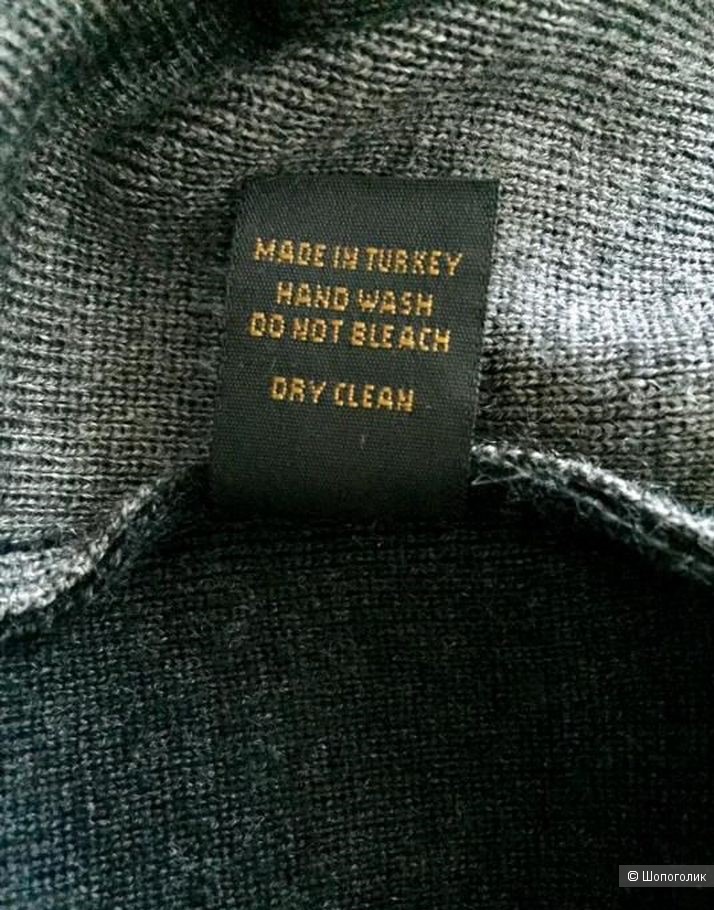 MADE IN TURKEY
HAND WASH
DO NOT BLEACH
DRY CLEAN
© Шопоголик